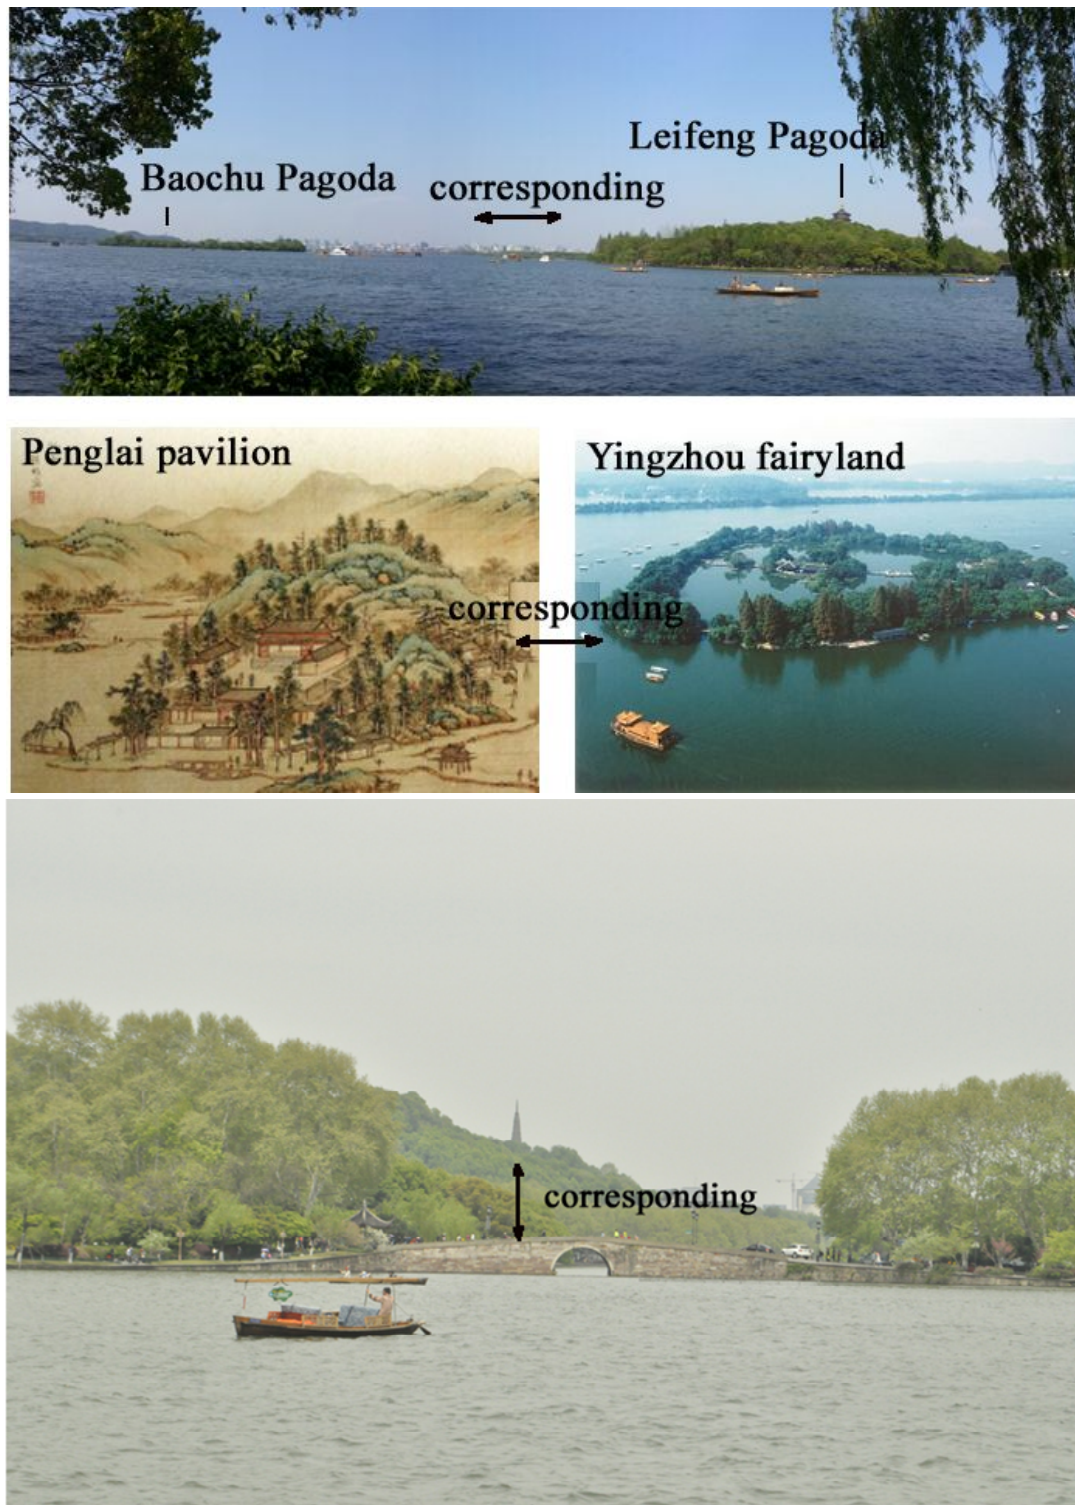 Leifeng Pagoda
Baochu Pagoda
corresponding
Penglai pavilion
Yingzhou fairyland
corresponding
corresponding